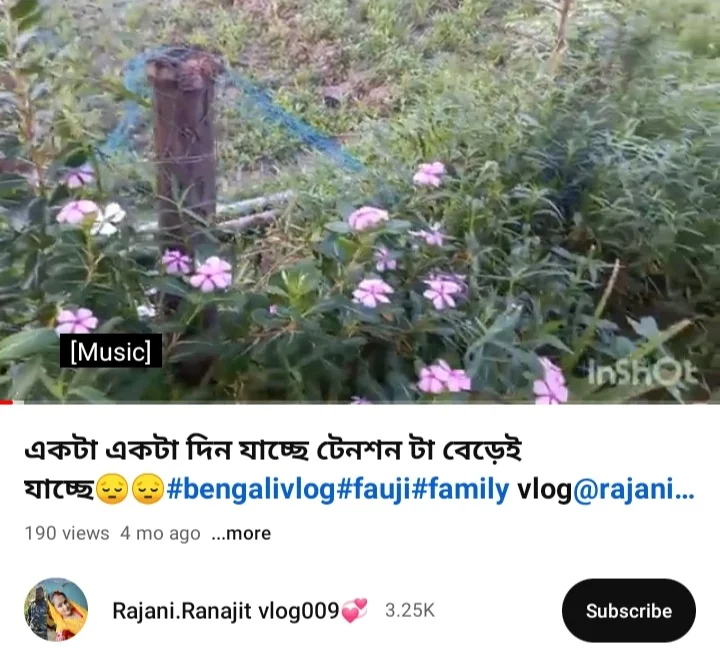 [Music]
InShOt
একটা একটা দিন যাচ্ছে টেনশন টা বেড়েই
যাচ্ছে😔😔#bengalivlog#fauji#family vlog@rajani...
190 views 4 mo ago ...more
Rajani.Ranajit vlog009💞 3.25K
Subscribe